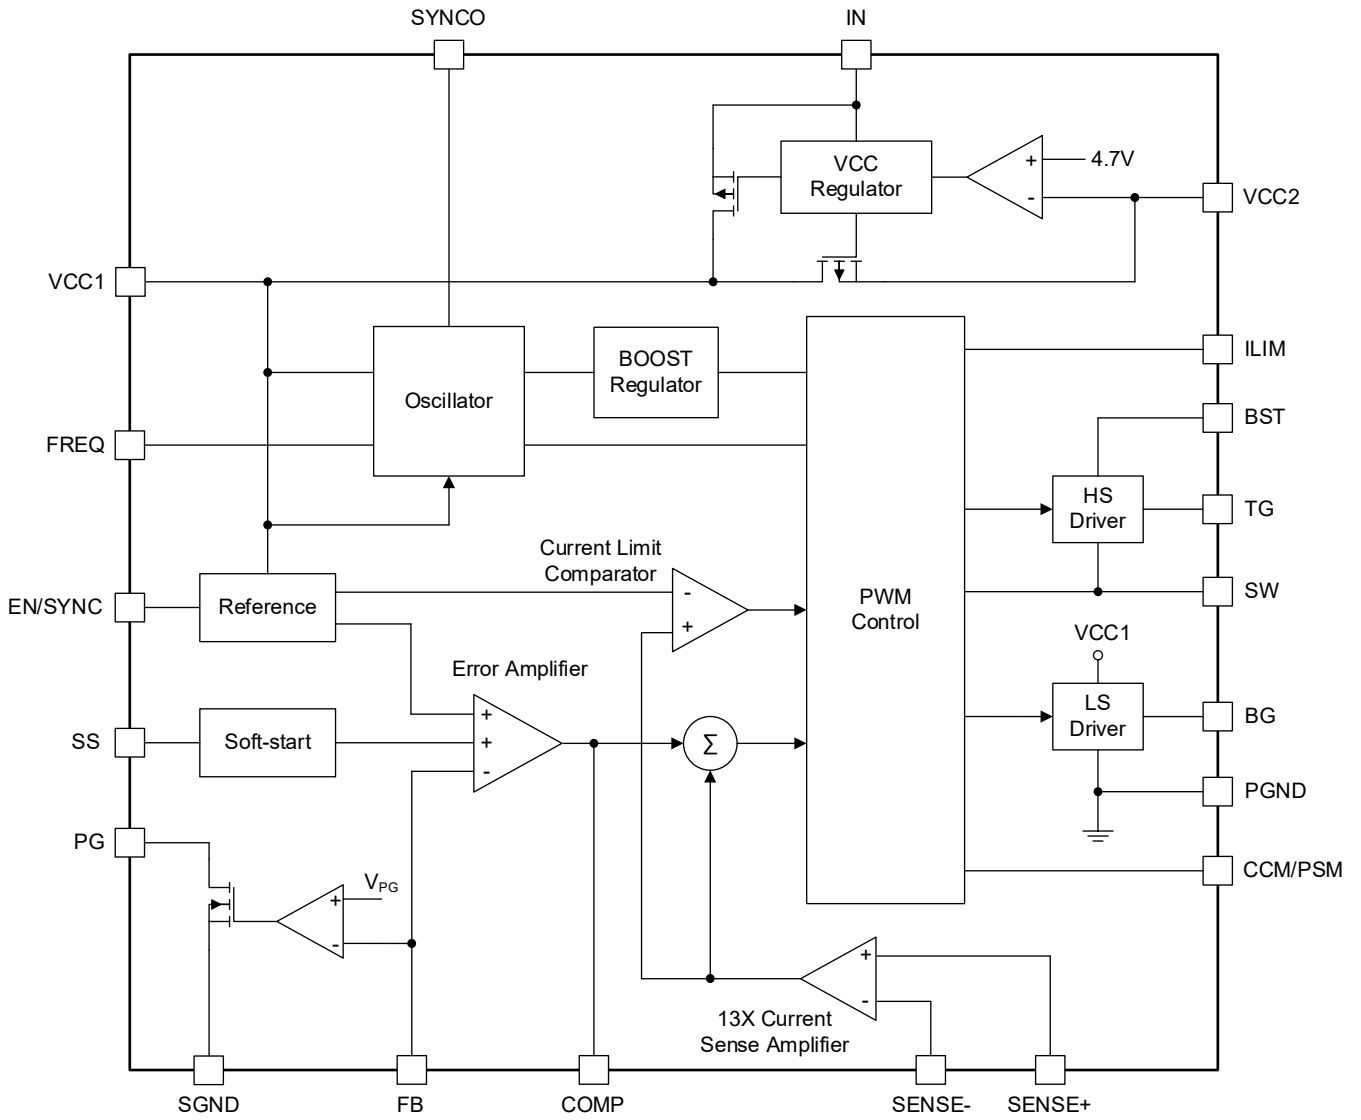 SYNCO
IN
VCC
Regulator
+
4.7V
-
VCC2
VCC1
ILIM
BOOST
Regulator
Oscillator
BST
FREQ
HS
Driver
TG
Current Limit
Comparator
-
+
PWM
Control
SW
EN/SYNC
Reference
VCC1
Error Amplifier
LS
Driver
BG
+
+
-
Σ
SS
Soft-start
PGND
PG
CCM/PSM
VPG
+
-
+
-
13X Current
Sense Amplifier
SGND
FB
COMP
SENSE-
SENSE+